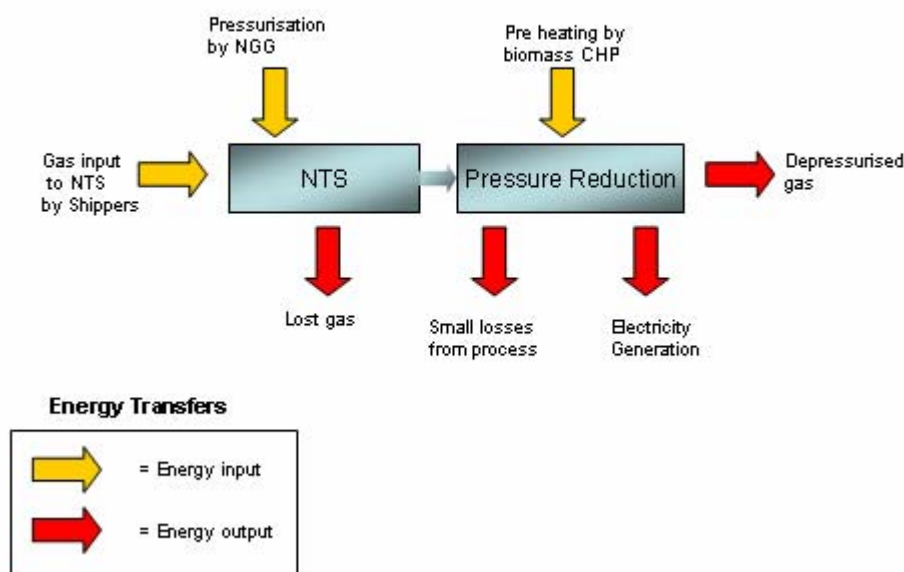 Pressurisation
by NGG
Pre heating by
biomass CHP
Gas input
to NTS
by Shippers
NTS
Pressure Reduction
Depressurised
gas
Lost gas
Small losses
from process
Electricity
Generation
Energy Transfers
= Energy input
= Energy output